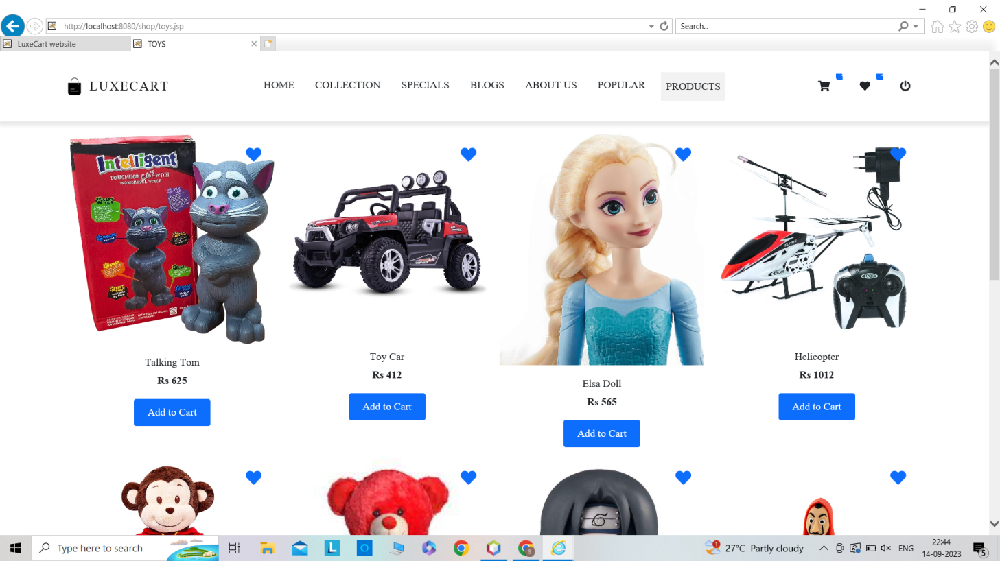 http://localhost:8080/shop/toys.jsp
Search...
LuxeCart website
TOYS
LUXECART
HOME
COLLECTION
SPECIALS
BLOGS
ABOUT US
POPULAR
PRODUCTS
Intelligent
TOUCHING CAT WITH
WONDERFUL VOICE
FLYING
Talking Tom
Rs 625
Add to Cart
Toy Car
Rs 412
Add to Cart
Elsa Doll
Rs 565
Add to Cart
Helicopter
Rs 1012
Add to Cart
Type here to search
27°C Partly cloudy
ENG
22:44
14-09-2023
5